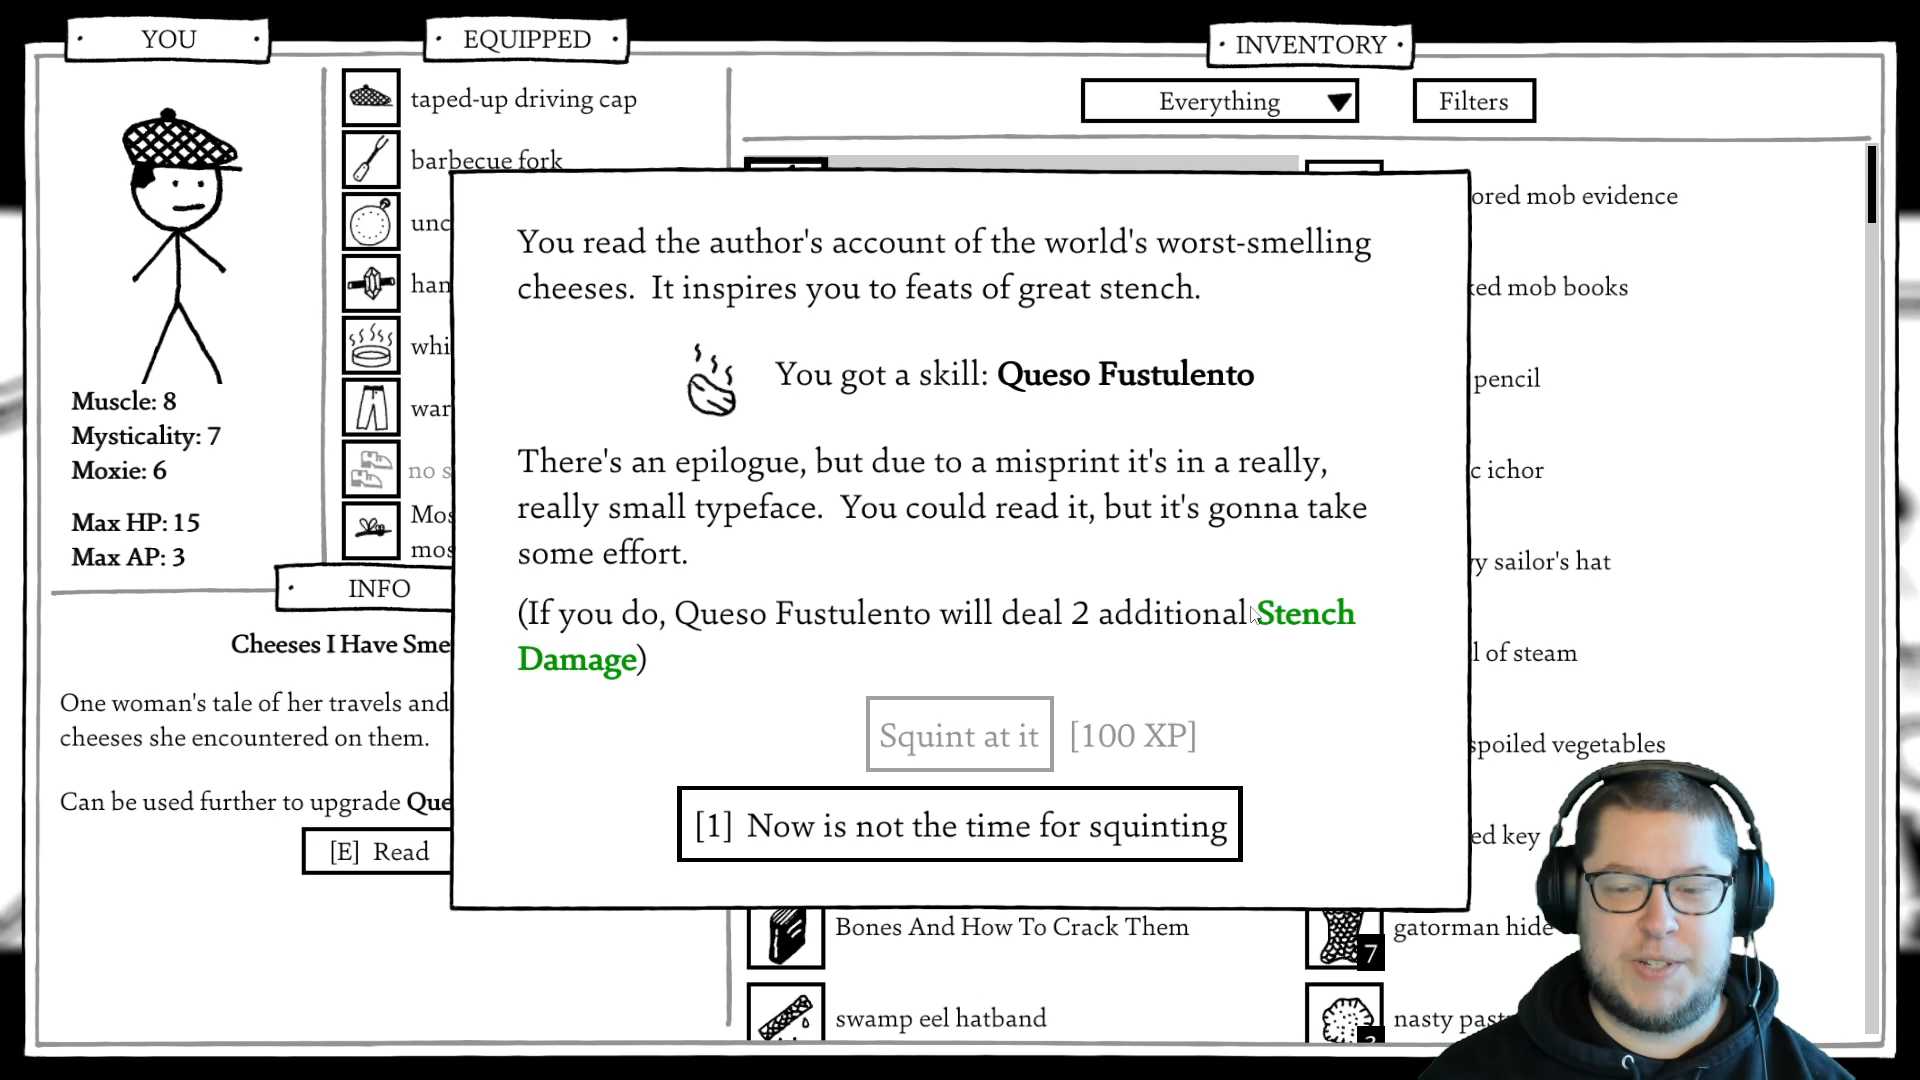 YOU
EQUIPPED
INVENTORY
taped-up driving cap
Everything
Filters
barbecue fork
unc
ored mob evidence
You read the author's account of the world's worst-smelling
cheeses. It inspires you to feats of great stench.
han
ked mob books
whi
You got a skill: Queso Fustulento
pencil
Muscle: 8
war
Mysticality: 7
Moxie: 6
no s
There's an epilogue, but due to a misprint it's in a really,
c ichor
really small typeface. You could read it, but it's gonna take
some effort.
Max HP: 15
Mos
Max AP: 3
mos
y sailor's hat
INFO
(If you do, Queso Fustulento will deal 2 additional Stench
Damage)
Cheeses I Have Sme
l of steam
One woman's tale of her travels and
cheeses she encountered on them.
Squint at it [100 XP]
spoiled vegetables
Can be used further to upgrade Que
[1] Now is not the time for squinting
ed key
[E] Read
Bones And How To Crack Them
gatorman hide
7
swamp eel hatband
nasty past